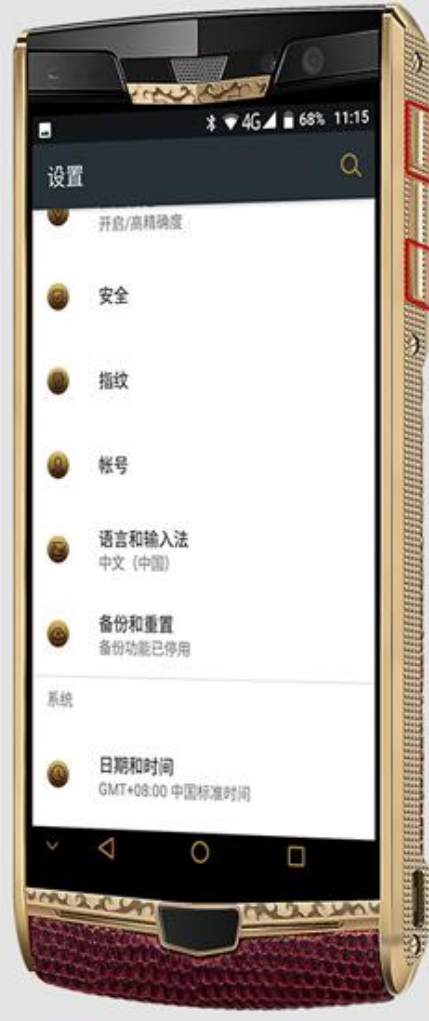 4G 68% 11:15
设置
开启/高精确度
安全
指纹
帐号
语言和输入法
中文（中国）
备份和重置
备份功能已停用
系统
日期和时间
GMT+08:00 中国标准时间